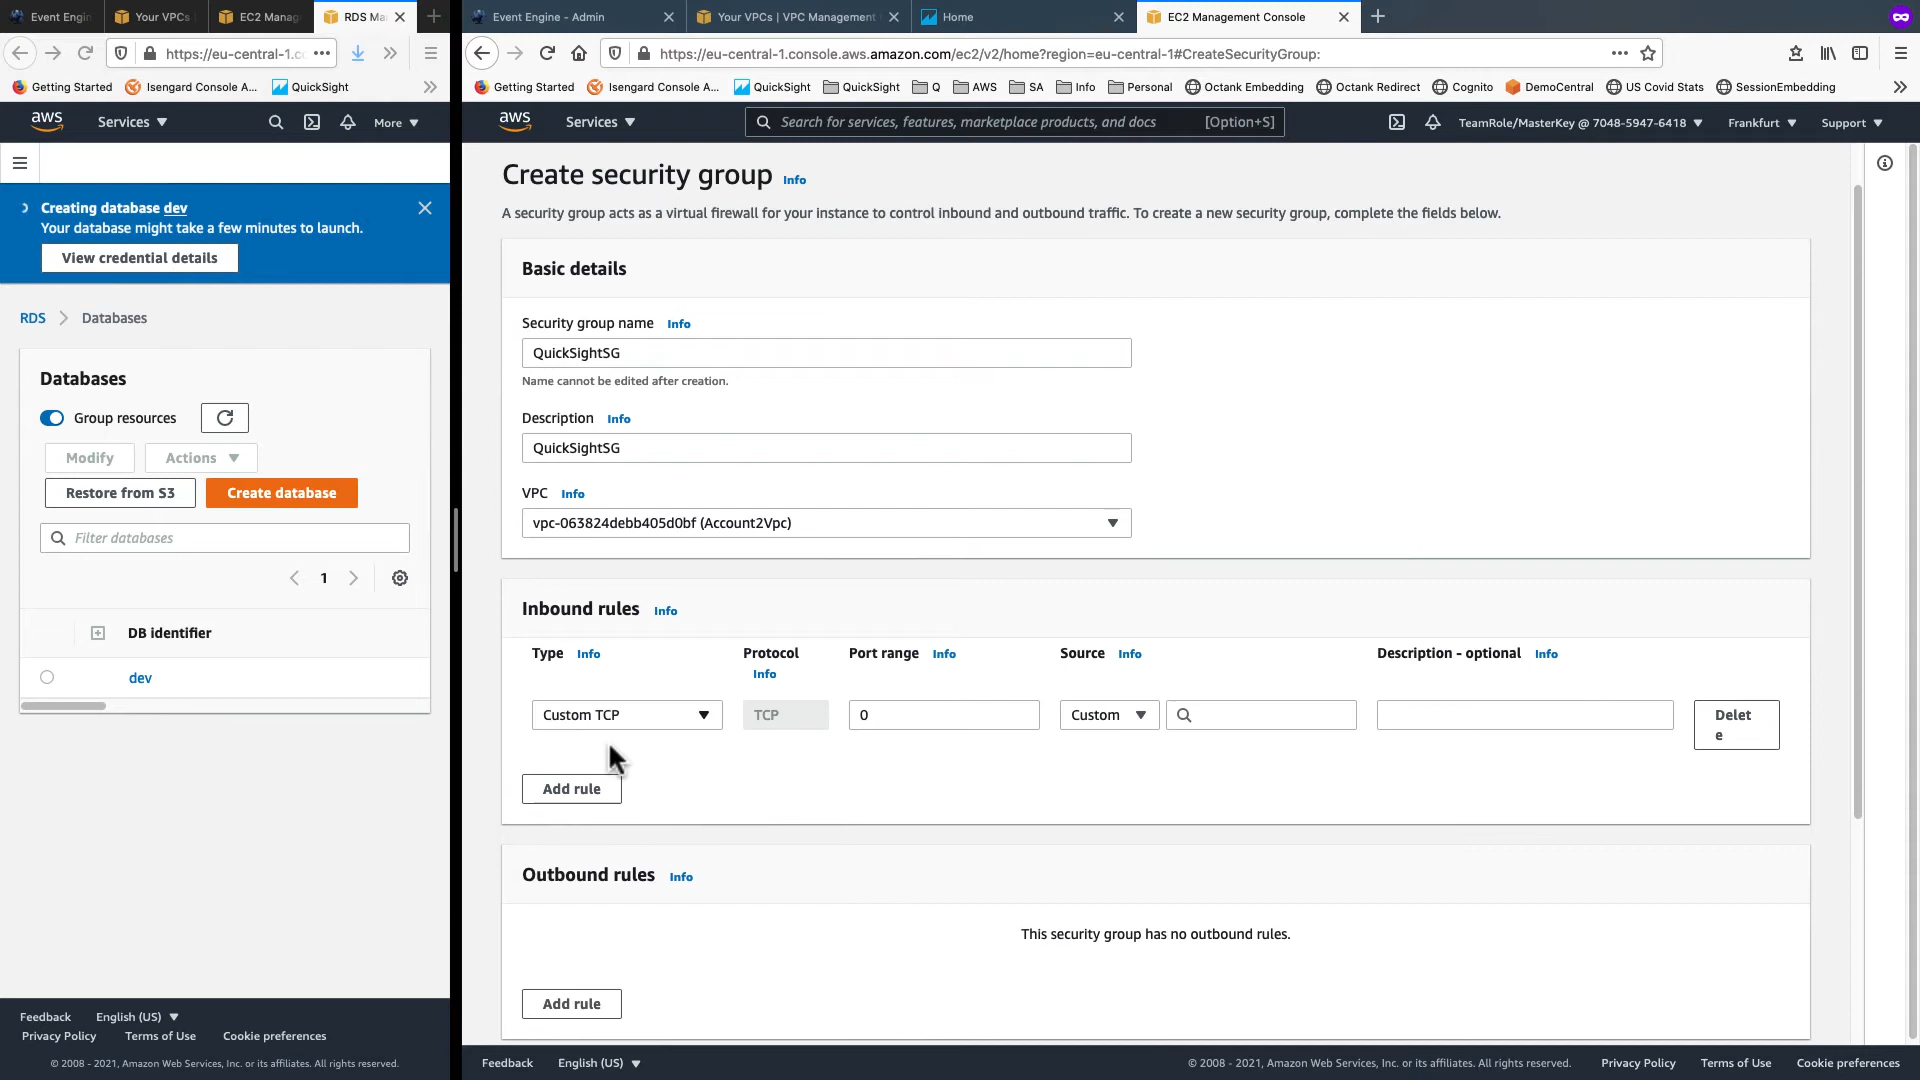 Event Engin
Your VPCs
EC2 Manag
RDS Ma
https://eu-central-1.c
Getting Started
Isengard Console A...
QuickSight
aws
Services
More
Creating database dev
Your database might take a few minutes to launch.
View credential details
RDS
Databases
Databases
Group resources
Modify
Actions
Restore from S3
Create database
Filter databases
1
DB identifier
dev
Feedback
English (US)
Privacy Policy
Terms of Use
Cookie preferences
© 2008 - 2021, Amazon Web Services, Inc. or its affiliates. All rights reserved.
Event Engine - Admin
Your VPCs | VPC Management
Home
EC2 Management Console
https://eu-central-1.console.aws.amazon.com/ec2/v2/home?region=eu-central-1#CreateSecurityGroup:
Getting Started
Isengard Console A...
QuickSight
QuickSight
Q
AWS
SA
Info
Personal
Octank Embedding
Octank Redirect
Cognito
DemoCentral
US Covid Stats
SessionEmbedding
aws
Services
Search for services, features, marketplace products, and docs
[Option+S]
TeamRole/MasterKey @ 7048-5947-6418
Frankfurt
Support
Create security group Info
A security group acts as a virtual firewall for your instance to control inbound and outbound traffic. To create a new security group, complete the fields below.
Basic details
Security group name Info
QuickSightSG
Name cannot be edited after creation.
Description Info
QuickSightSG
VPC Info
vpc-063824debb405d0bf (Account2Vpc)
Inbound rules Info
Type Info
Protocol
Info
Port range Info
Source Info
Description - optional Info
Custom TCP
TCP
0
Custom
Delet
e
Add rule
Outbound rules Info
This security group has no outbound rules.
Add rule
Feedback
English (US)
© 2008 - 2021, Amazon Web Services, Inc. or its affiliates. All rights reserved.
Privacy Policy
Terms of Use
Cookie preferences